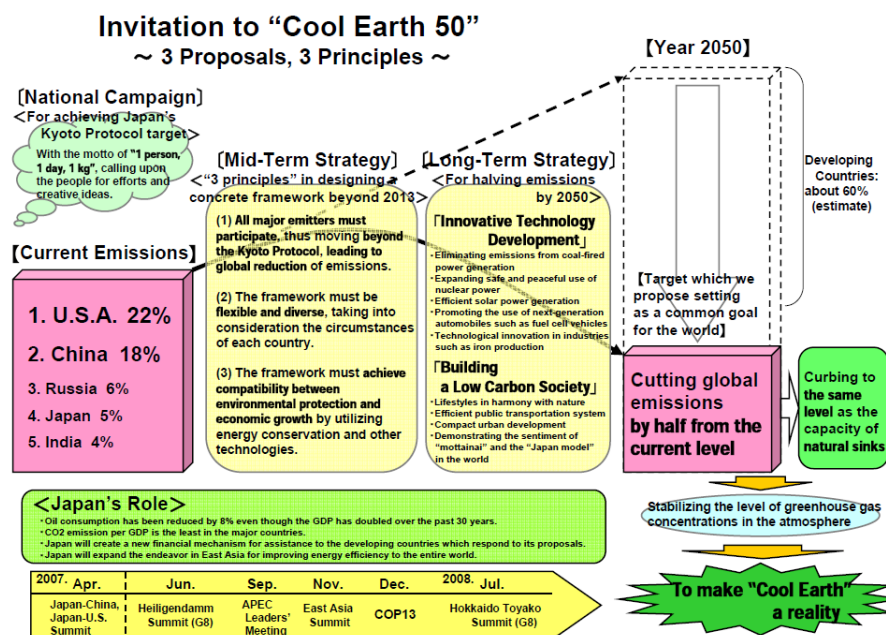 Invitation to “Cool Earth 50”
～ 3 Proposals, 3 Principles ～
【Year 2050】
〔National Campaign〕
＜For achieving Japan’s
Kyoto Protocol target＞
With the motto of “1 person,
1 day, 1 kg”, calling upon
the people for efforts and
creative ideas.
〔Mid-Term Strategy〕
＜“3 principles” in designing a
concrete framework beyond 2013＞
(1) All major emitters must
participate, thus moving beyond
the Kyoto Protocol, leading to
global reduction of emissions.
(2) The framework must be
flexible and diverse, taking into
consideration the circumstances
of each country.
(3) The framework must achieve
compatibility between
environmental protection and
economic growth by utilizing
energy conservation and other
technologies.
〔Long-Term Strategy〕
＜For halving emissions
by 2050＞
「Innovative Technology
Development」
・Eliminating emissions from coal-fired
power generation
・Expanding safe and peaceful use of
nuclear power
・Efficient solar power generation
・Promoting the use of next-generation
automobiles such as fuel cell vehicles
・Technological innovation in industries
such as iron production
「Building
a Low Carbon Society」
・Lifestyles in harmony with nature
・Efficient public transportation system
・Compact urban development
・Demonstrating the sentiment of
“mottainai” and the “Japan model”
in the world
Developing
Countries:
about 60%
(estimate)
〔Current Emissions〕
1. U.S.A. 22%
2. China 18%
3. Russia 6%
4. Japan 5%
5. India 4%
【Target which we
propose setting
as a common goal
for the world】
Cutting global
emissions
by half from the
current level
Curbing to
the same
level as the
capacity of
natural sinks
Stabilizing the level of greenhouse gas
concentrations in the atmosphere
To make “Cool Earth”
a reality
＜Japan’s Role＞
・Oil consumption has been reduced by 8% even though the GDP has doubled over the past 30 years.
・CO2 emission per GDP is the least in the major countries.
・Japan will create a new financial mechanism for assistance to the developing countries which respond to its proposals.
・Japan will expand the endeavor in East Asia for improving energy efficiency to the entire world.
2007. Apr. Jun. Sep. Nov. Dec. 2008. Jul.
Japan-China,
Japan-U.S.
Summit
Heiligendamm
Summit (G8)
APEC
Leaders’
Meeting
East Asia
Summit
COP13
Hokkaido Toyako
Summit (G8)